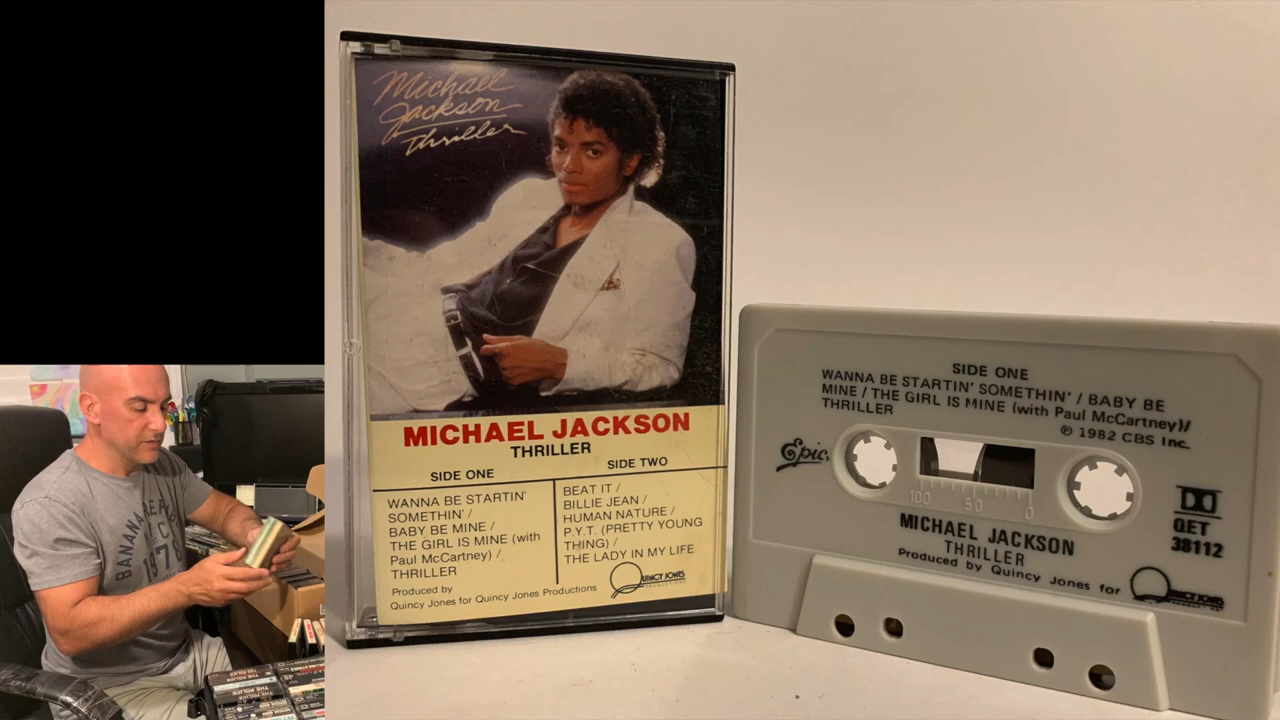 Michael
Jackson
Thriller
MICHAEL JACKSON
THRILLER
SIDE ONE
WANNA BE STARTIN'
SOMETHIN' /
BABY BE MINE /
THE GIRL IS MINE (with
Paul McCartney) /
THRILLER
SIDE TWO
BEAT IT /
BILLIE JEAN /
HUMAN NATURE /
P.Y.T. (PRETTY YOUNG
THING) /
THE LADY IN MY LIFE
Produced by
Quincy Jones for Quincy Jones Productions
QUINCY JONES
PRODUCTIONS
SIDE ONE
WANNA BE STARTIN' SOMETHIN' / BABY BE
MINE / THE GIRL IS MINE (with Paul McCartney)/
THRILLER
℗ 1982 CBS Inc.
Epic
100 50 0
QET
38112
MICHAEL JACKSON
THRILLER
Produced by Quincy Jones for
QUINCY JONES
BANANA REP
1978
THE POLICE
THE POLICE